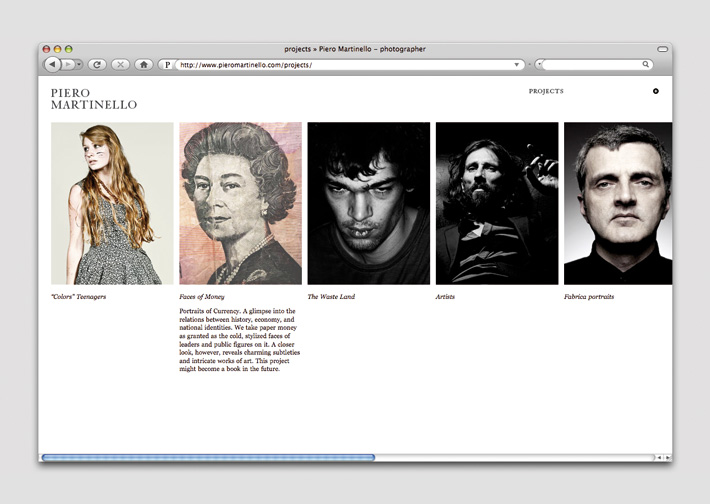 projects » Piero Martinello – photographer
P http://www.pieromartinello.com/projects/
PIERO
MARTINELLO
PROJECTS
"Colors" Teenagers
Faces of Money
The Waste Land
Artists
Fabrica portraits
Portraits of Currency. A glimpse into the
relations between history, economy, and
national identities. We take paper money
as granted as the cold, stylized faces of
leaders and public figures on it. A closer
look, however, reveals charming subtleties
and intricate works of art. This project
might become a book in the future.